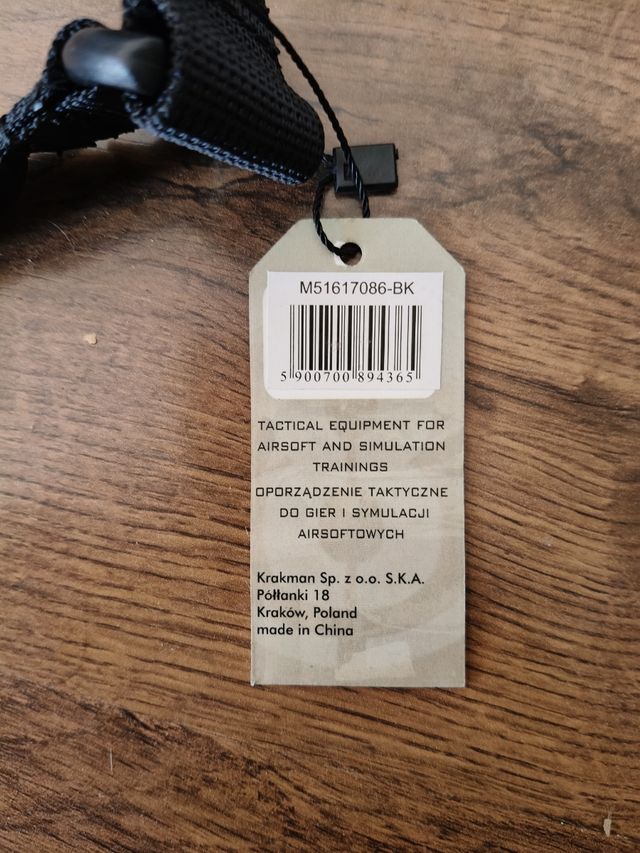 M51617086-BK
5 900700 894365
TACTICAL EQUIPMENT FOR
AIRSOFT AND SIMULATION
TRAININGS
OPORZĄDZENIE TAKTYCZNE
DO GIER I SYMULACJI
AIRSOFTOWYCH
Krakman Sp. z o.o. S.K.A.
Półłanki 18
Kraków, Poland
made in China